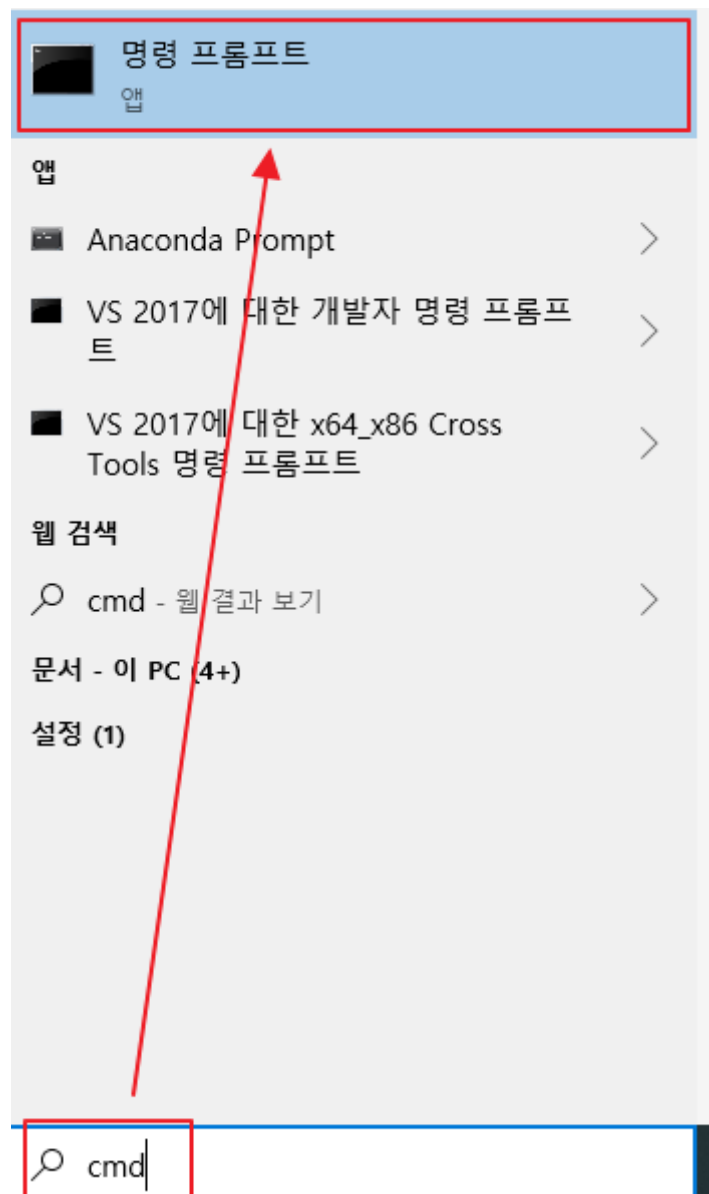 명령 프롬프트
앱
앱
Anaconda Prompt
VS 2017에 대한 개발자 명령 프롬프
트
VS 2017에 대한 x64_x86 Cross
Tools 명령 프롬프트
웹 검색
cmd - 웹 결과 보기
문서 - 이 PC (4+)
설정 (1)
cmd